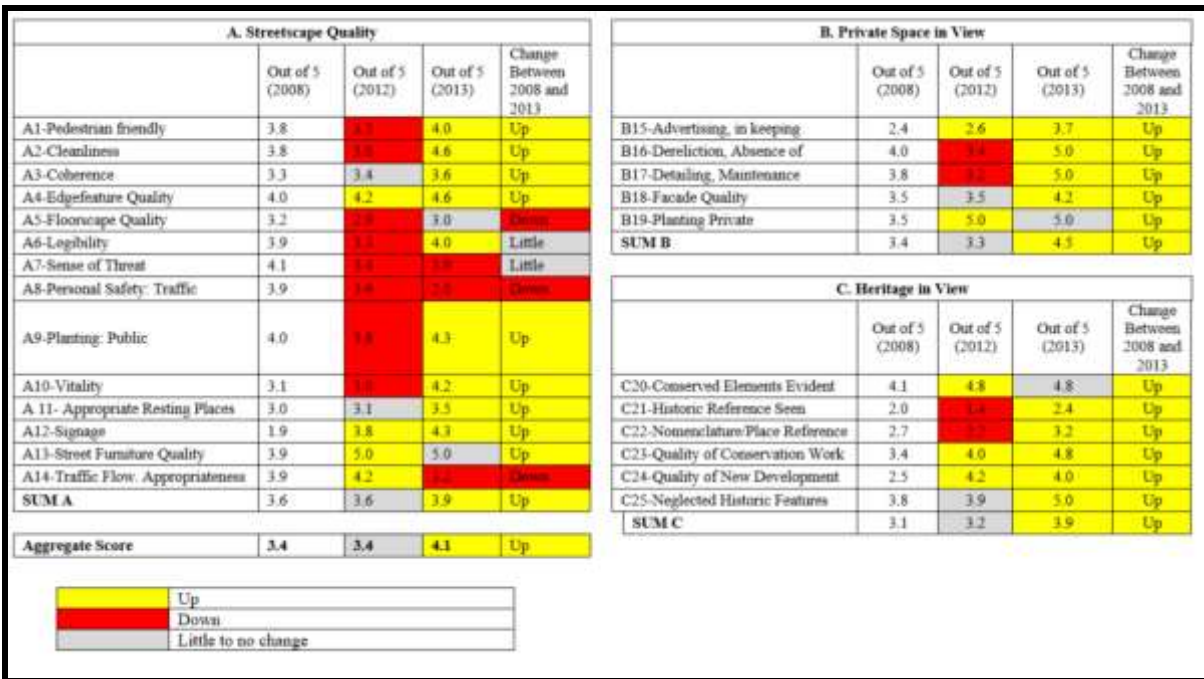 A. Streetscape Quality
Out of 5 (2008) Out of 5 (2012) Out of 5 (2013) Change Between 2008 and 2013
A1-Pedestrian friendly 3.8 4.0 Up
A2-Cleanliness 3.8 4.6 Up
A3-Coherence 3.3 3.4 3.6 Up
A4-Edgefeature Quality 4.0 4.2 4.6 Up
A5-Floorscape Quality 3.2 3.0 Down
A6-Legibility 3.9 4.0 Little
A7-Sense of Threat 4.1 Little
A8-Personal Safety: Traffic 3.9 Down
A9-Planting: Public 4.0 4.3 Up
A10-Vitality 3.1 4.2 Up
A 11- Appropriate Resting Places 3.0 3.1 3.5 Up
A12-Signage 1.9 3.8 4.3 Up
A13-Street Furniture Quality 3.9 5.0 5.0 Up
A14-Traffic Flow. Appropriateness 3.9 4.2 Down
SUM A 3.6 3.6 3.9 Up
Aggregate Score 3.4 3.4 4.1 Up
Up
Down
Little to no change
B. Private Space in View
Out of 5 (2008) Out of 5 (2012) Out of 5 (2013) Change Between 2008 and 2013
B15-Advertising, in keeping 2.4 2.6 3.7 Up
B16-Dereliction, Absence of 4.0 5.0 Up
B17-Detailing, Maintenance 3.8 5.0 Up
B18-Facade Quality 3.5 3.5 4.2 Up
B19-Planting Private 3.5 5.0 5.0 Up
SUM B 3.4 3.3 4.5 Up
C. Heritage in View
Out of 5 (2008) Out of 5 (2012) Out of 5 (2013) Change Between 2008 and 2013
C20-Conserved Elements Evident 4.1 4.8 4.8 Up
C21-Historic Reference Seen 2.0 2.4 Up
C22-Nomenclature/Place Reference 2.7 3.2 Up
C23-Quality of Conservation Work 3.4 4.0 4.8 Up
C24-Quality of New Development 2.5 4.2 4.0 Up
C25-Neglected Historic Features 3.8 3.9 5.0 Up
SUM C 3.1 3.2 3.9 Up